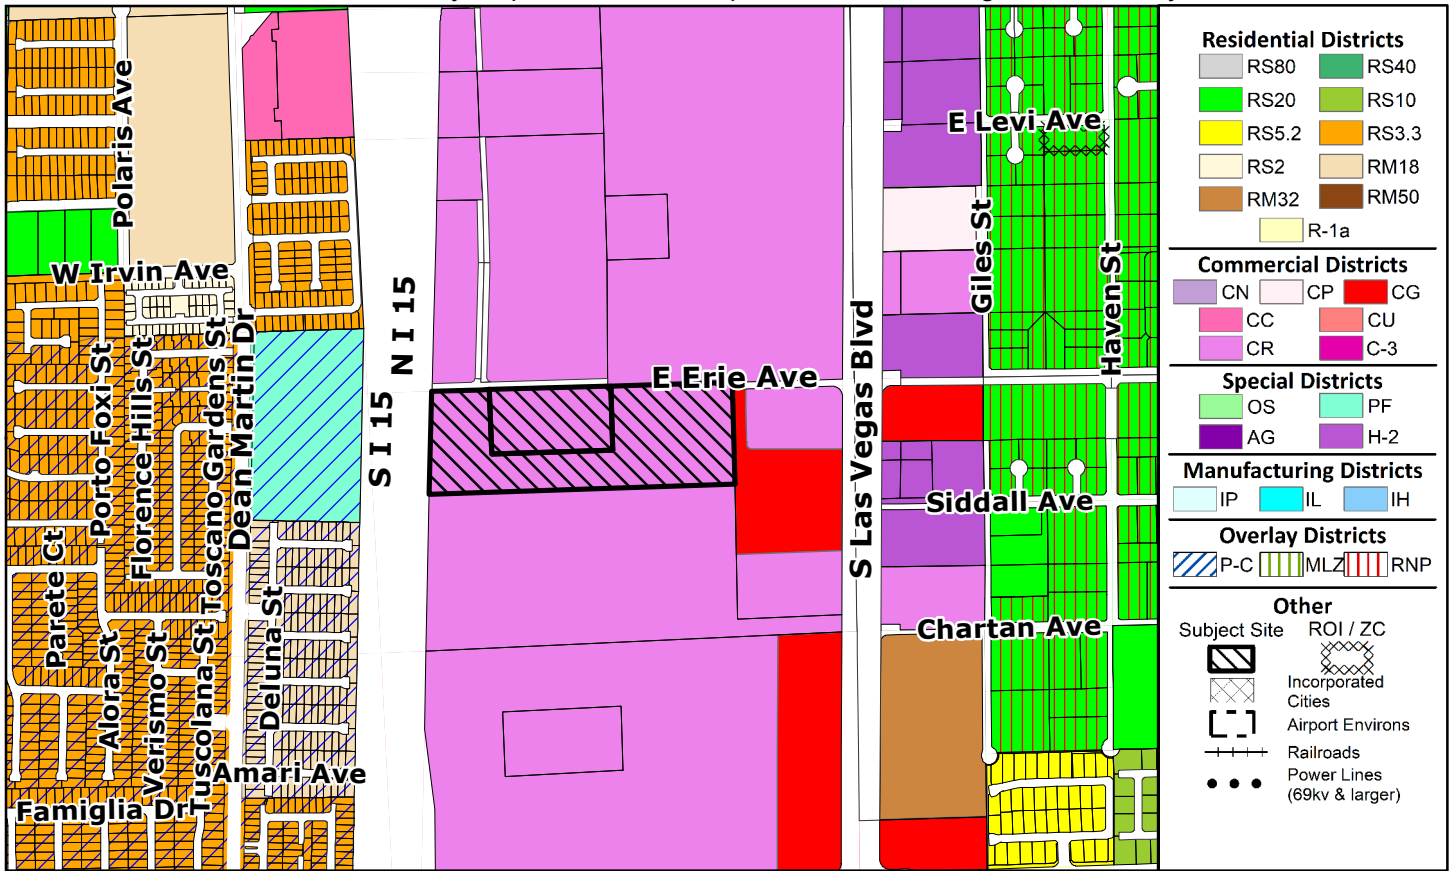 Polaris Ave
W Irvin Ave
Porto Foxi St
Florence Hills St
Toscano Gardens St
Dean Martin Dr
Parete Ct
Alora St
Verismo St
Tuscolana St
Deluna St
Amari Ave
Famiglia Dr
N I 15
S I 15
E Erie Ave
S Las Vegas Blvd
E Levi Ave
Giles St
Haven St
Siddall Ave
Chartan Ave
Residential Districts
RS80 RS40
RS20 RS10
RS5.2 RS3.3
RS2 RM18
RM32 RM50
R-1a
Commercial Districts
CN CP CG
CC CU
CR C-3
Special Districts
OS PF
AG H-2
Manufacturing Districts
IP IL IH
Overlay Districts
P-C MLZ RNP
Other
Subject Site ROI / ZC
Incorporated
Cities
Airport Environs
Railroads
Power Lines
(69kv & larger)